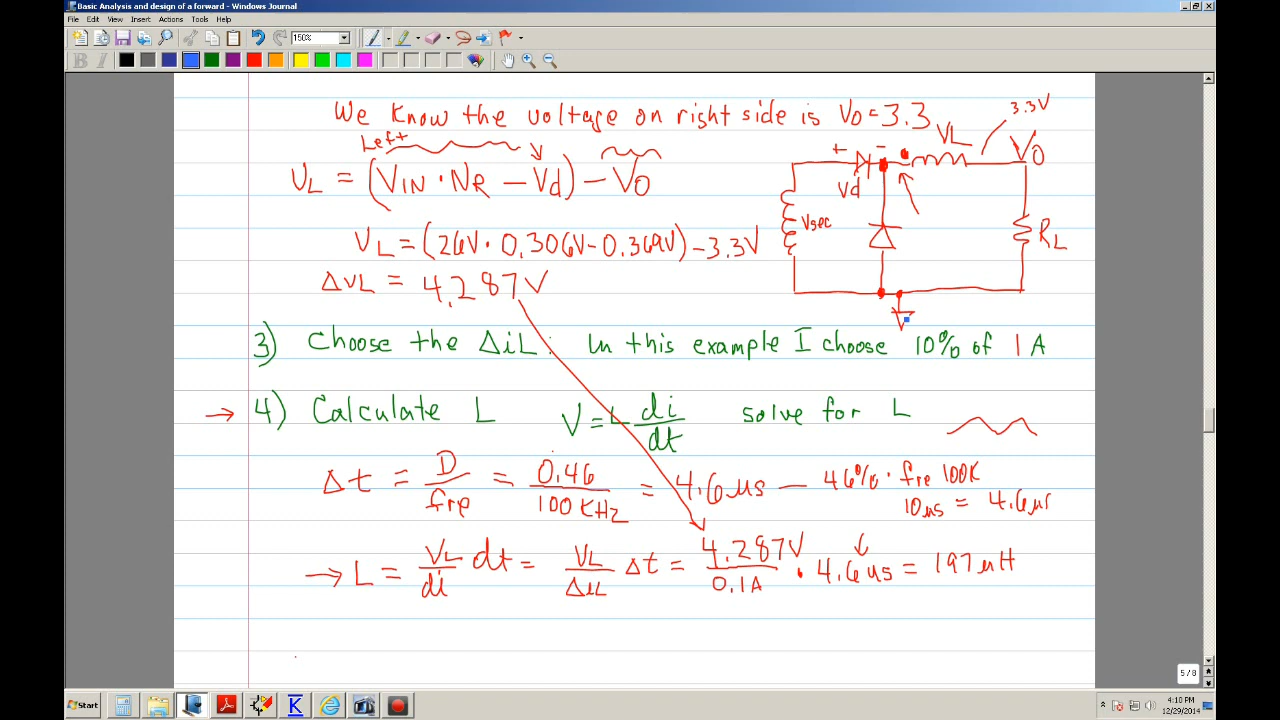 Basic Analysis and design of a forward - Windows Journal
File Edit View Insert Actions Tools Help
150%
B I
We know the voltage on right side is Vo = 3.3
Left
VL = (VIN · NR – Vd) – VO
VL = (26V · 0.306V – 0.369V) – 3.3V
ΔVL = 4.287V
+ – VL 3.3V
VO
Vd
Vsec
RL
3) Choose the ΔiL: In this example I choose 10% of 1A
→ 4) Calculate L V = L di/dt solve for L
Δt = D/fre = 0.46/100KHz = 4.6us – 46% · fre 100K
10us = 4.6us
→ L = VL/di dt = VL/ΔiL Δt = 4.287V/0.1A · 4.6us = 197uH
5/8
Start
K
4:10 PM
12/29/2014